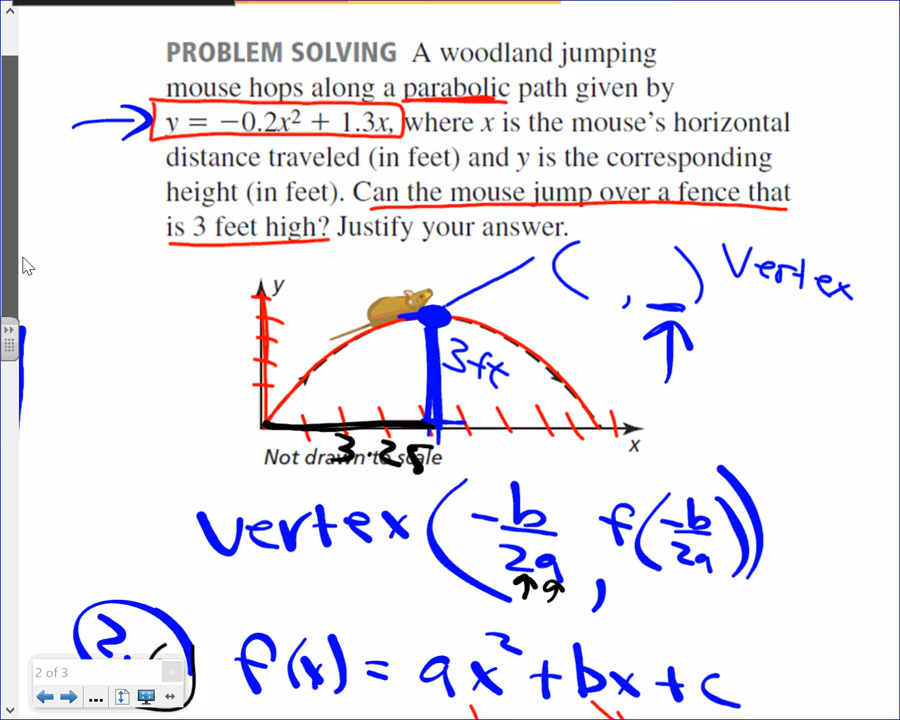 PROBLEM SOLVING A woodland jumping
mouse hops along a parabolic path given by
y = −0.2x² + 1.3x, where x is the mouse's horizontal
distance traveled (in feet) and y is the corresponding
height (in feet). Can the mouse jump over a fence that
is 3 feet high? Justify your answer.
( , _) Vertex
y
3ft
x
3.25
Not drawn to scale
vertex (-b/2a, f(-b/2a))
f(x) = ax² + bx + c
2 of 3